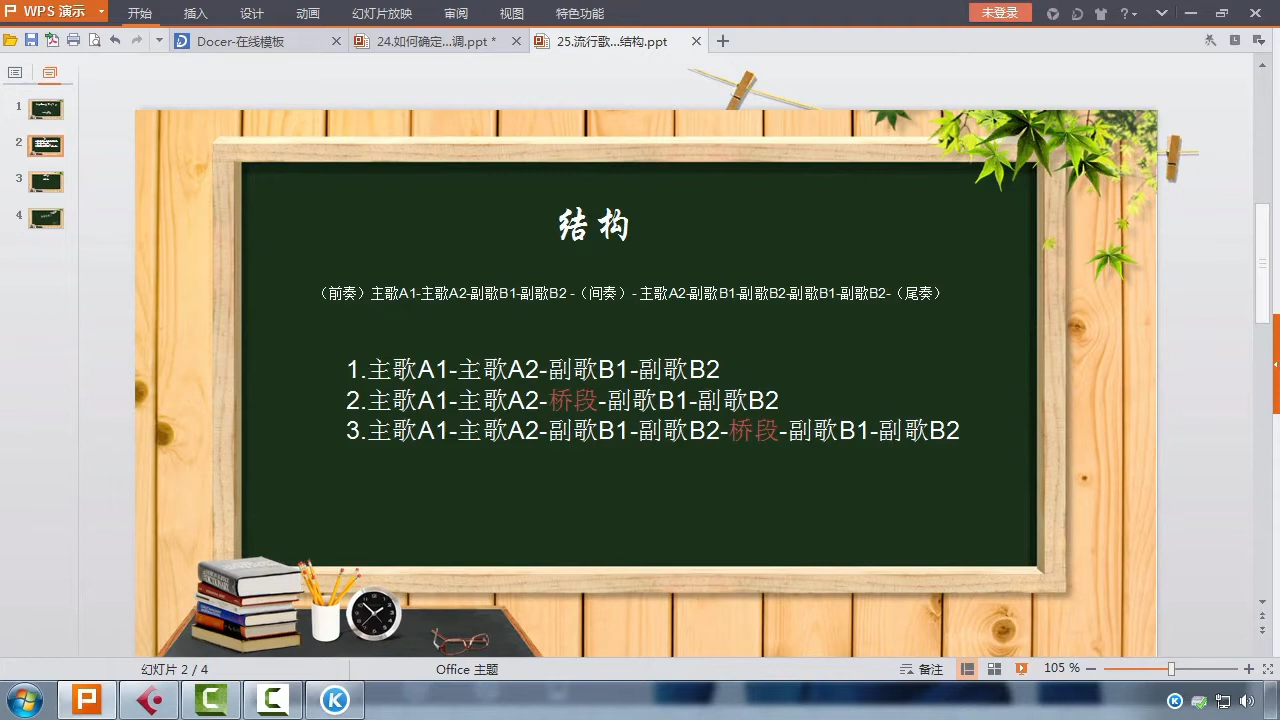 WPS 演示
开始
插入
设计
动画
幻灯片放映
审阅
视图
特色功能
未登录
Docer-在线模板
24.如何确定...调.ppt *
25.流行歌...结构.ppt
1
2
3
4
结构
（前奏）主歌A1-主歌A2-副歌B1-副歌B2 -（间奏）- 主歌A2-副歌B1-副歌B2-副歌B1-副歌B2-（尾奏）
1.主歌A1-主歌A2-副歌B1-副歌B2
2.主歌A1-主歌A2-桥段-副歌B1-副歌B2
3.主歌A1-主歌A2-副歌B1-副歌B2-桥段-副歌B1-副歌B2
幻灯片 2 / 4
Office 主题
备注
105 %